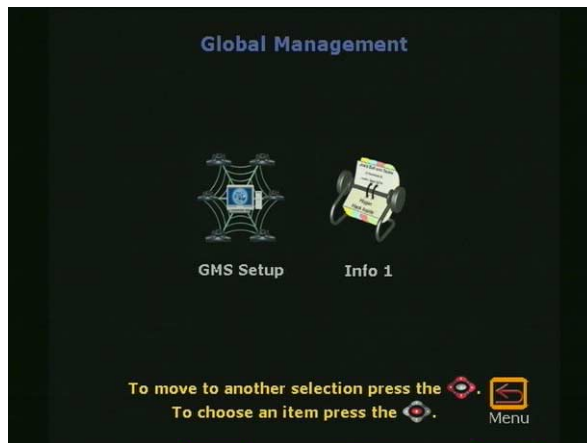 Global Management
GMS Setup
Info 1
To move to another selection press the .
To choose an item press the .
Menu